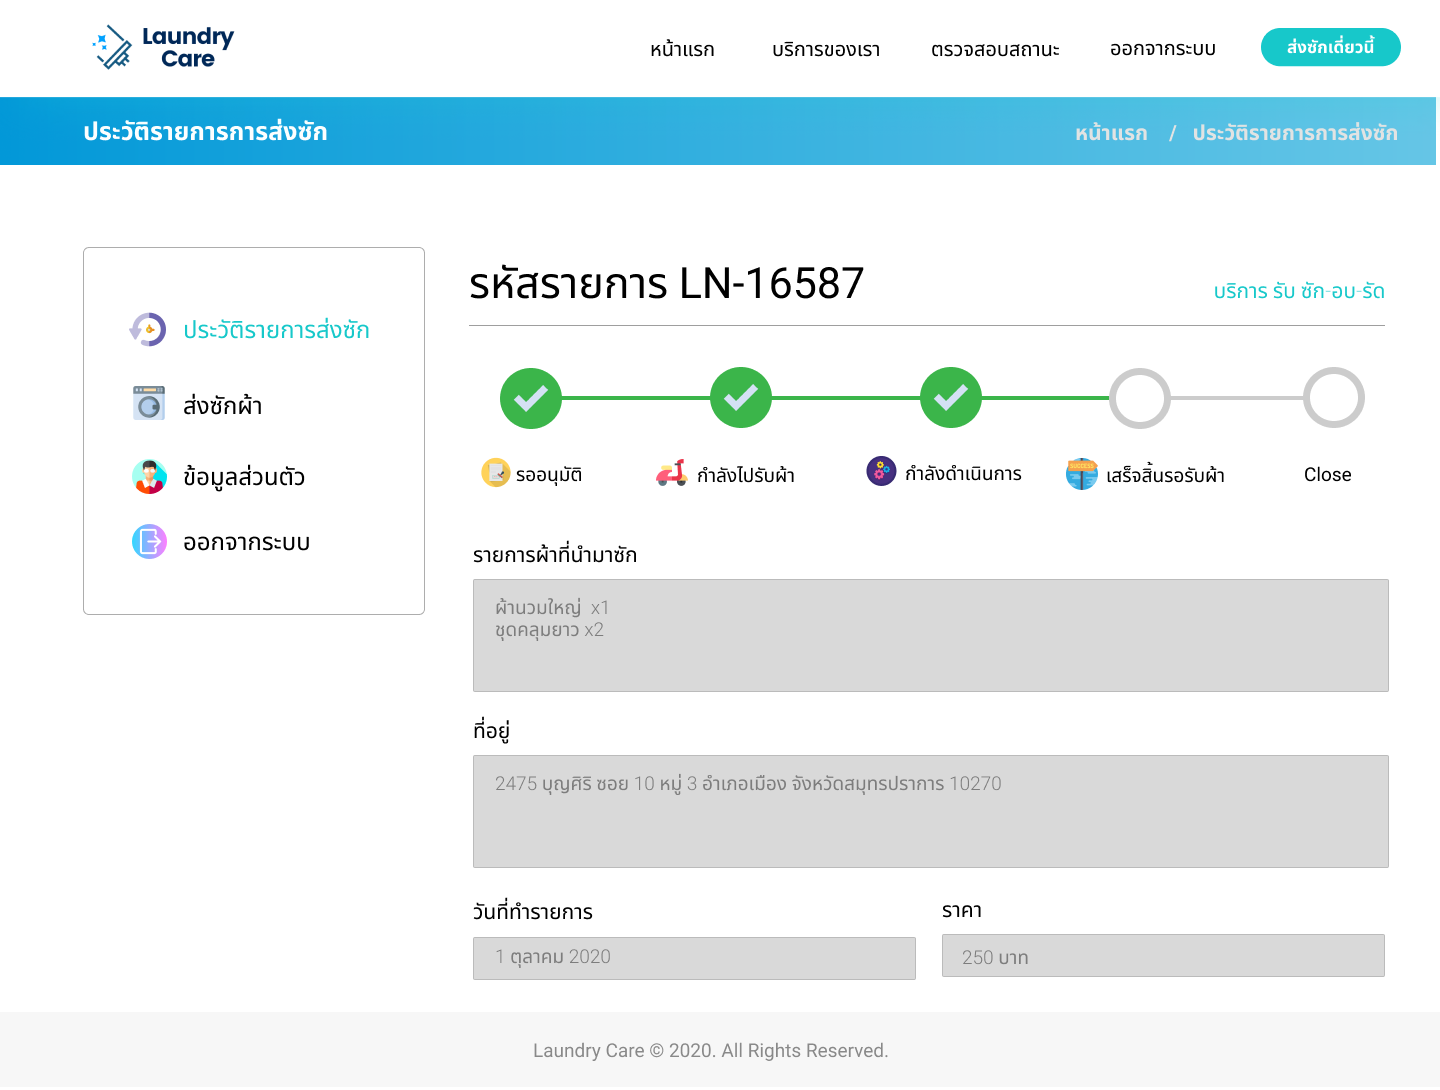 Laundry
Care
หน้าแรก
บริการของเรา
ตรวจสอบสถานะ
ออกจากระบบ
ส่งซักเดี่ยวนี้
ประวัติรายการการส่งซัก
หน้าแรก / ประวัติรายการการส่งซัก
ประวัติรายการส่งซัก
ส่งซักผ้า
ข้อมูลส่วนตัว
ออกจากระบบ
รหัสรายการ LN-16587
บริการ รับ ซัก-อบ-รัด
รออนุมัติ
กำลังไปรับผ้า
กำลังดำเนินการ
SUCCESS
เสร็จสิ้นรอรับผ้า
Close
รายการผ้าที่นำมาซัก
ผ้านวมใหญ่ x1
ชุดคลุมยาว x2
ที่อยู่
2475 บุญศิริ ซอย 10 หมู่ 3 อำเภอเมือง จังหวัดสมุทรปราการ 10270
วันที่ทำรายการ
1 ตุลาคม 2020
ราคา
250 บาท
Laundry Care © 2020. All Rights Reserved.